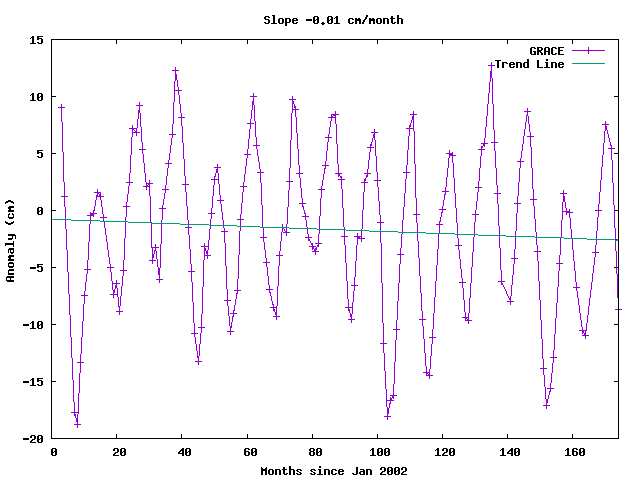 Slope -0.01 cm/month
GRACE
Trend Line
Anomaly (cm)
15
10
5
0
-5
-10
-15
-20
0 20 40 60 80 100 120 140 160
Months since Jan 2002